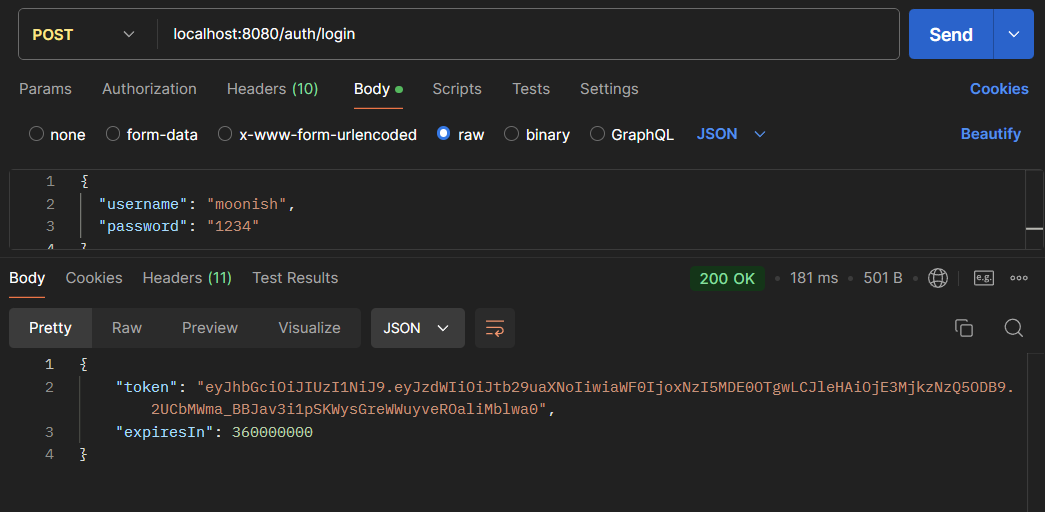 POST localhost:8080/auth/login Send
Params Authorization Headers (10) Body Scripts Tests Settings Cookies
none form-data x-www-form-urlencoded raw binary GraphQL JSON Beautify
1 {
2 "username": "moonish",
3 "password": "1234"
4 }
Body Cookies Headers (11) Test Results 200 OK 181 ms 501 B e.g.
Pretty Raw Preview Visualize JSON
1 {
2 "token": "eyJhbGciOiJIUzI1NiJ9.eyJzdWIiOiJtb29uaXNoIiwiaWF0IjoxNzI5MDE0OTgwLCJleHAiOjE3MjkzNzQ5ODB9.
2UCbMWma_BBJav3i1pSKWysGreWWuyveROaliMblwa0",
3 "expiresIn": 360000000
4 }